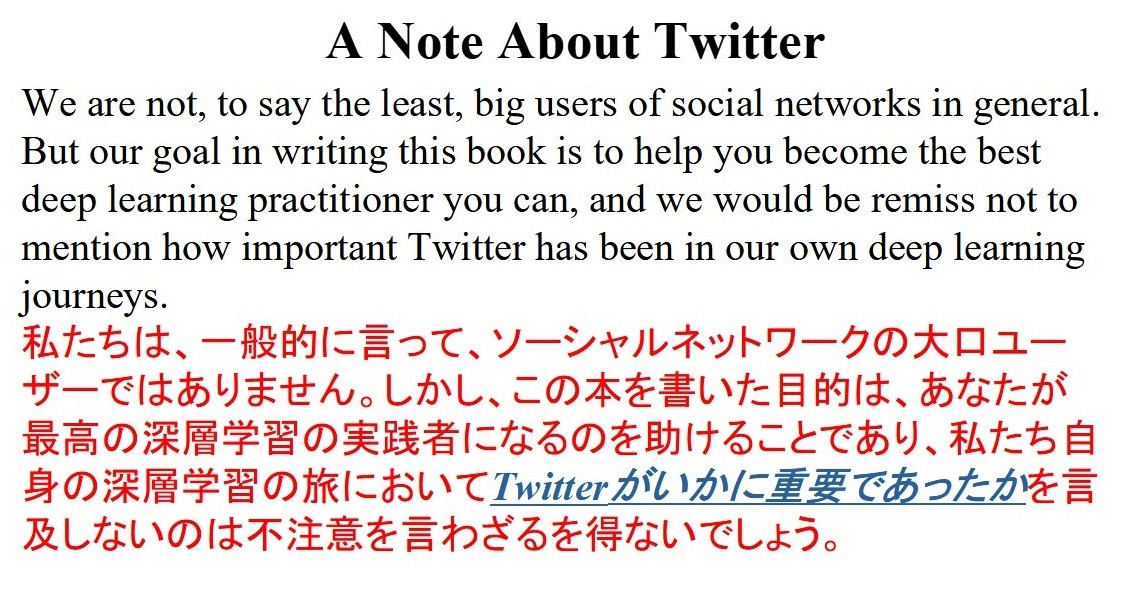 A Note About Twitter
We are not, to say the least, big users of social networks in general.
But our goal in writing this book is to help you become the best
deep learning practitioner you can, and we would be remiss not to
mention how important Twitter has been in our own deep learning
journeys.
私たちは、一般的に言って、ソーシャルネットワークの大口ユー
ザーではありません。しかし、この本を書いた目的は、あなたが
最高の深層学習の実践者になるのを助けることであり、私たち自
身の深層学習の旅においてTwitterがいかに重要であったかを言
及しないのは不注意を言わざるを得ないでしょう。